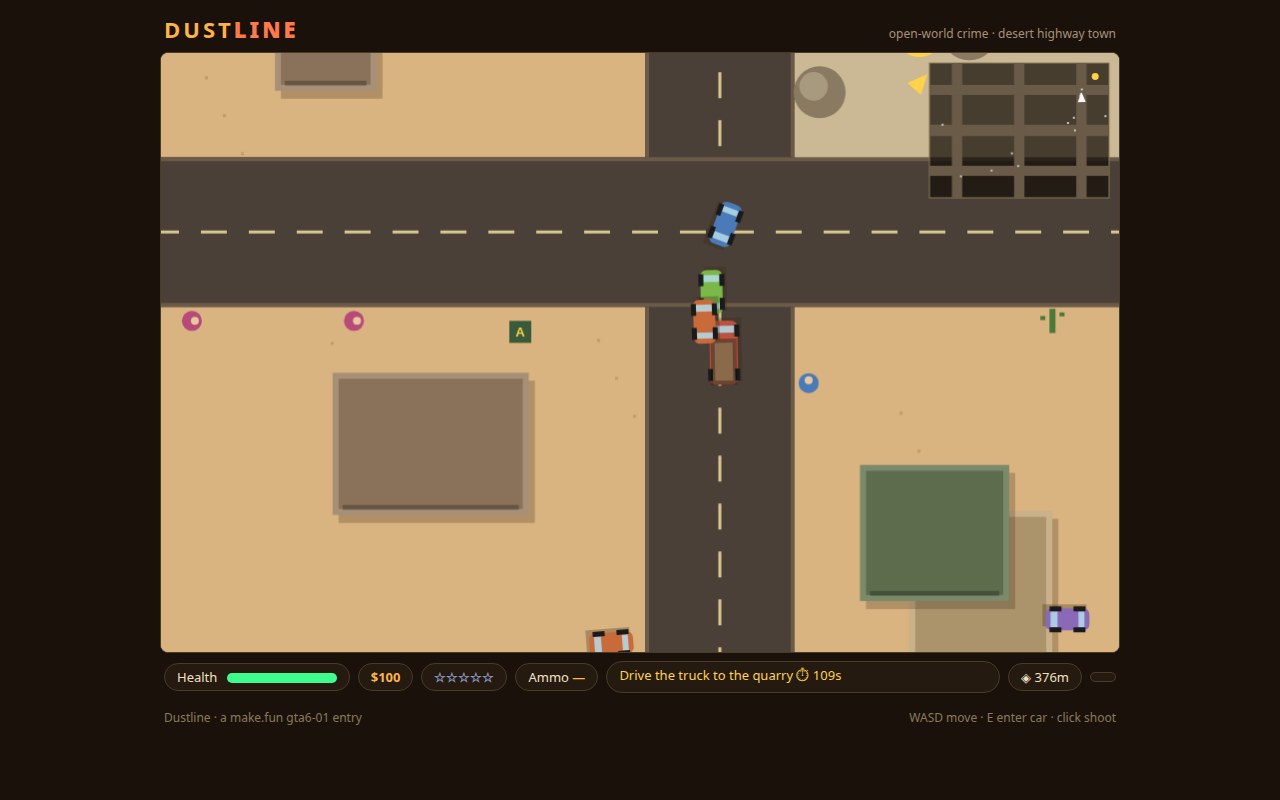 DUSTLINE
open-world crime · desert highway town
A
Health
$100
☆☆☆☆☆
Ammo —
Drive the truck to the quarry ⏱ 109s
◈ 376m
Dustline · a make.fun gta6-01 entry
WASD move · E enter car · click shoot